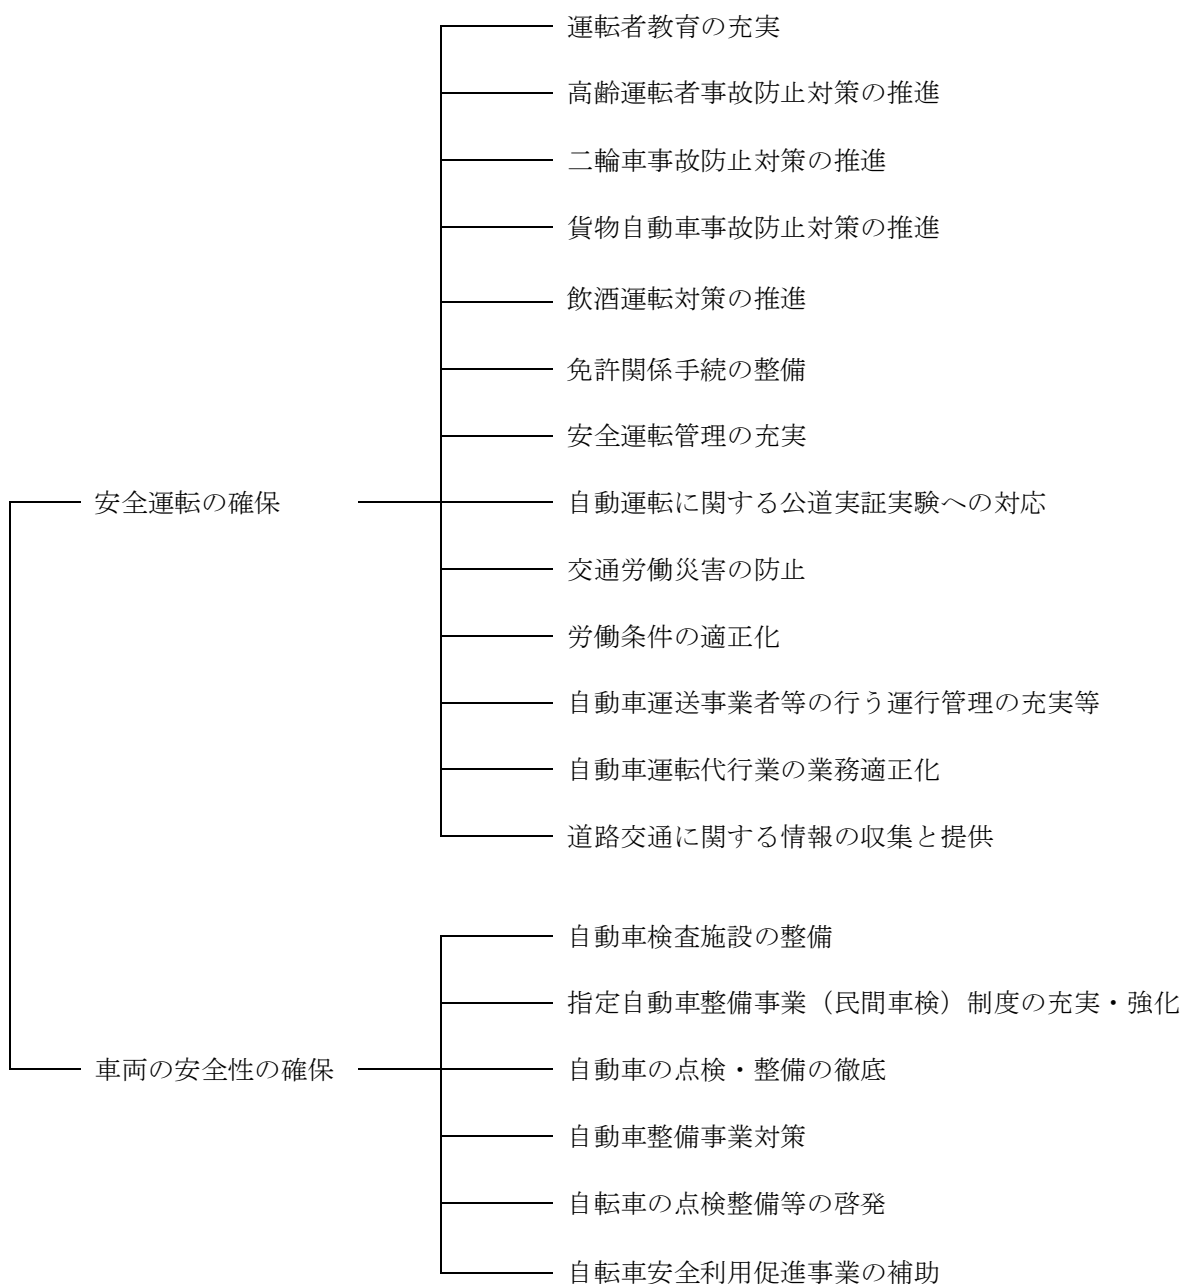 運転者教育の充実
高齢運転者事故防止対策の推進
二輪車事故防止対策の推進
貨物自動車事故防止対策の推進
飲酒運転対策の推進
免許関係手続の整備
安全運転管理の充実
安全運転の確保
自動運転に関する公道実証実験への対応
交通労働災害の防止
労働条件の適正化
自動車運送事業者等の行う運行管理の充実等
自動車運転代行業の業務適正化
道路交通に関する情報の収集と提供
自動車検査施設の整備
指定自動車整備事業（民間車検）制度の充実・強化
車両の安全性の確保
自動車の点検・整備の徹底
自動車整備事業対策
自転車の点検整備等の啓発
自転車安全利用促進事業の補助